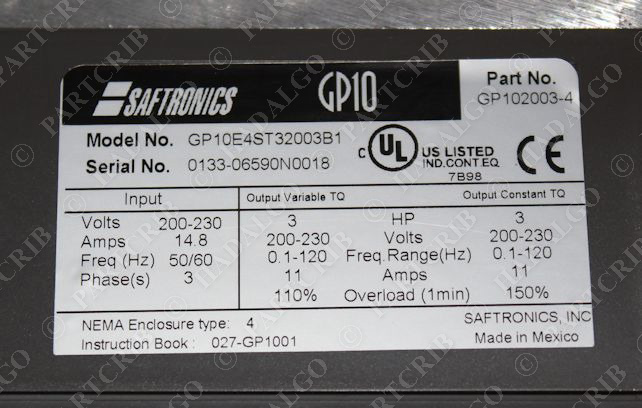 SAFTRONICS GP10 Part No.
GP102003-4
Model No. GP10E4ST32003B1
Serial No. 0133-06590N0018
C UL US LISTED
IND.CONT.EQ
7B98
CE
Input Output Variable TQ Output Constant TQ
Volts 200-230 3 HP 3
Amps 14.8 200-230 Volts 200-230
Freq (Hz) 50/60 0.1-120 Freq.Range(Hz) 0.1-120
Phase(s) 3 11 Amps 11
110% Overload (1min) 150%
NEMA Enclosure type: 4 SAFTRONICS, INC
Instruction Book : 027-GP1001 Made in Mexico
© PARTCRIB © HADALGO